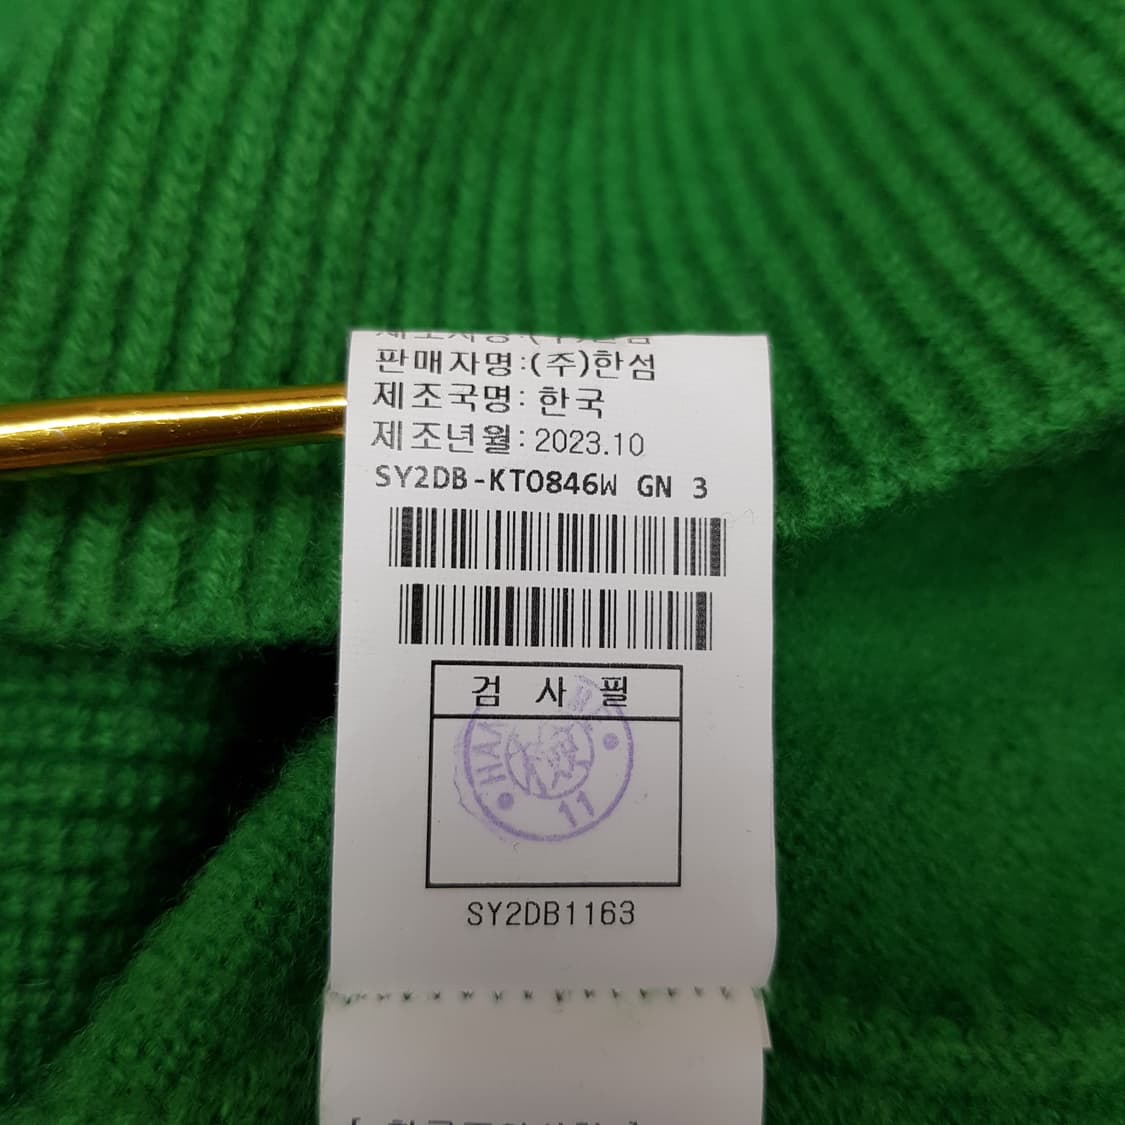 판매자명:(주)한섬
제조국명: 한국
제조년월: 2023.10
SY2DB-KTO846W GN 3
검 사 필
11
SY2DB1163